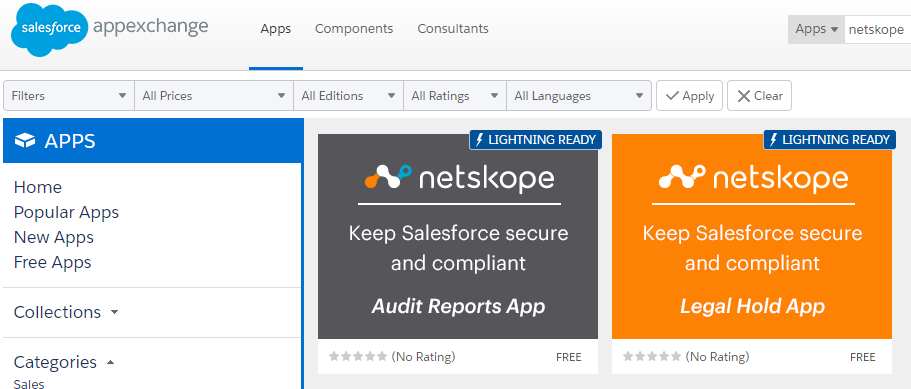 salesforce appexchange
Apps Components Consultants
Apps netskope
Filters All Prices All Editions All Ratings All Languages Apply Clear
APPS
Home
Popular Apps
New Apps
Free Apps
Collections
Categories
Sales
LIGHTNING READY
netskope
Keep Salesforce secure
and compliant
Audit Reports App
(No Rating) FREE
LIGHTNING READY
netskope
Keep Salesforce secure
and compliant
Legal Hold App
(No Rating) FREE